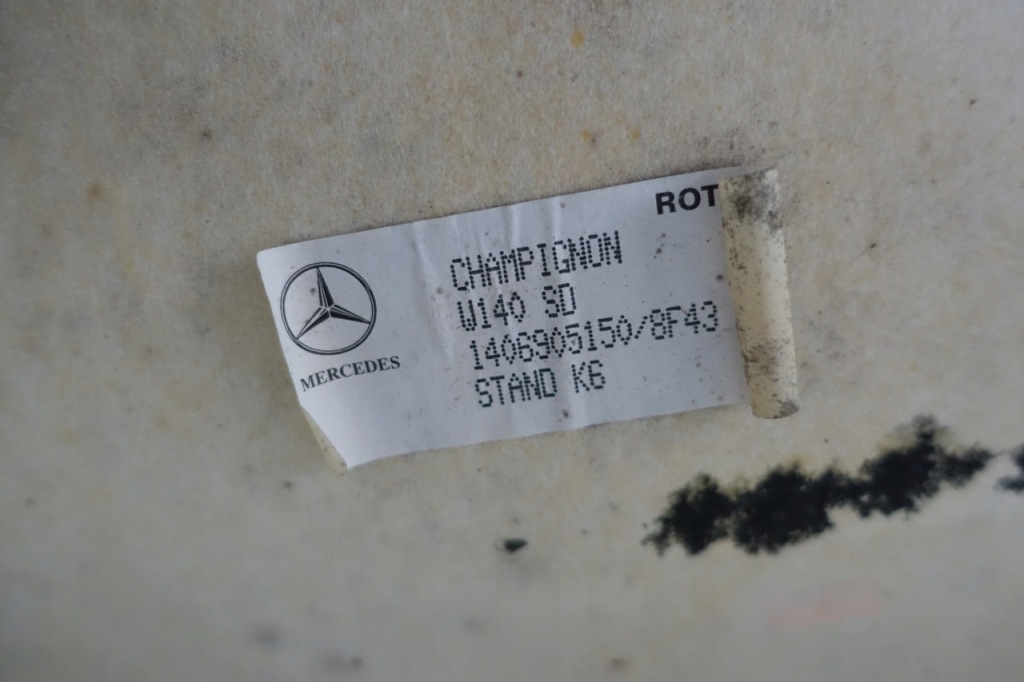 ROT
CHAMPIGNON
W140 SD
1406905150/8F43
STAND K6
MERCEDES